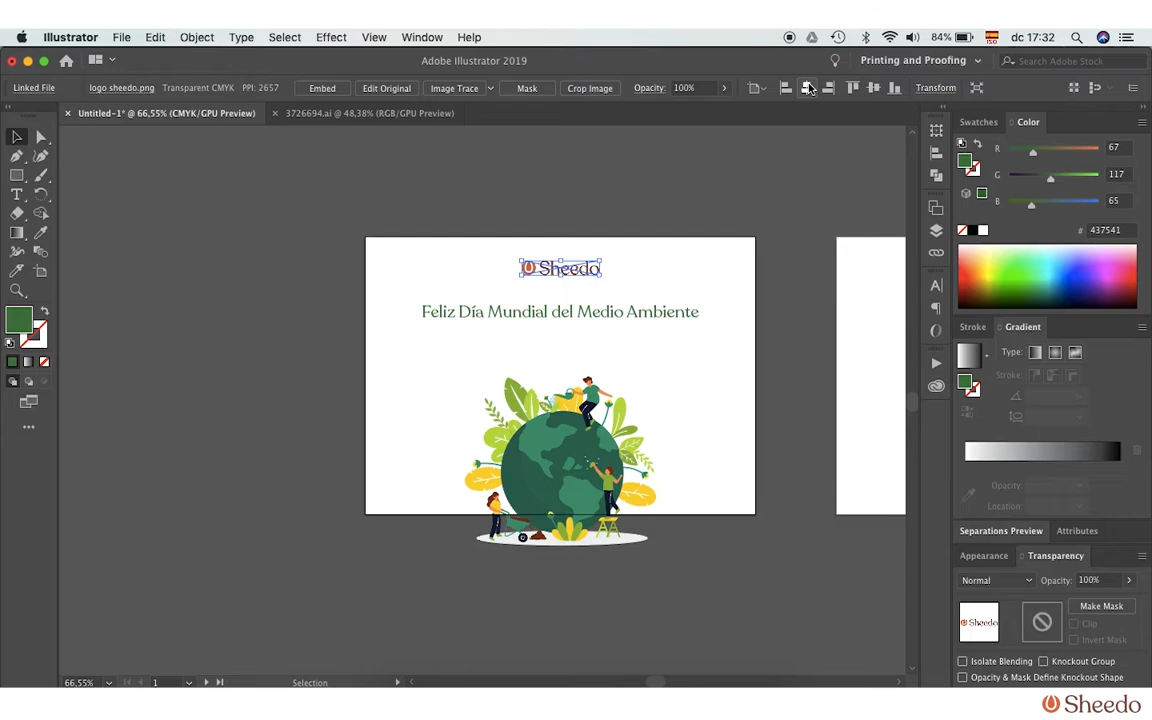 Illustrator File Edit Object Type Select Effect View Window Help 84% ISO dc 17:32
Adobe Illustrator 2019 Printing and Proofing Search Adobe Stock
Linked File logo sheedo.png Transparent CMYK PPI: 2657 Embed Edit Original Image Trace Mask Crop Image Opacity: 100% Transform
× Untitled-1* @ 66,55% (CMYK/GPU Preview) × 3726694.ai @ 48,38% (RGB/GPU Preview)
Swatches Color
R 67
G 117
B 65
# 437541
Sheedo
Feliz Día Mundial del Medio Ambiente
Stroke Gradient
Type:
Stroke:
Opacity:
Location:
Separations Preview Attributes
Appearance Transparency
Normal Opacity: 100%
Make Mask
Clip
Invert Mask
Sheedo
Isolate Blending Knockout Group
Opacity & Mask Define Knockout Shape
66,55% 1 Selection
Sheedo